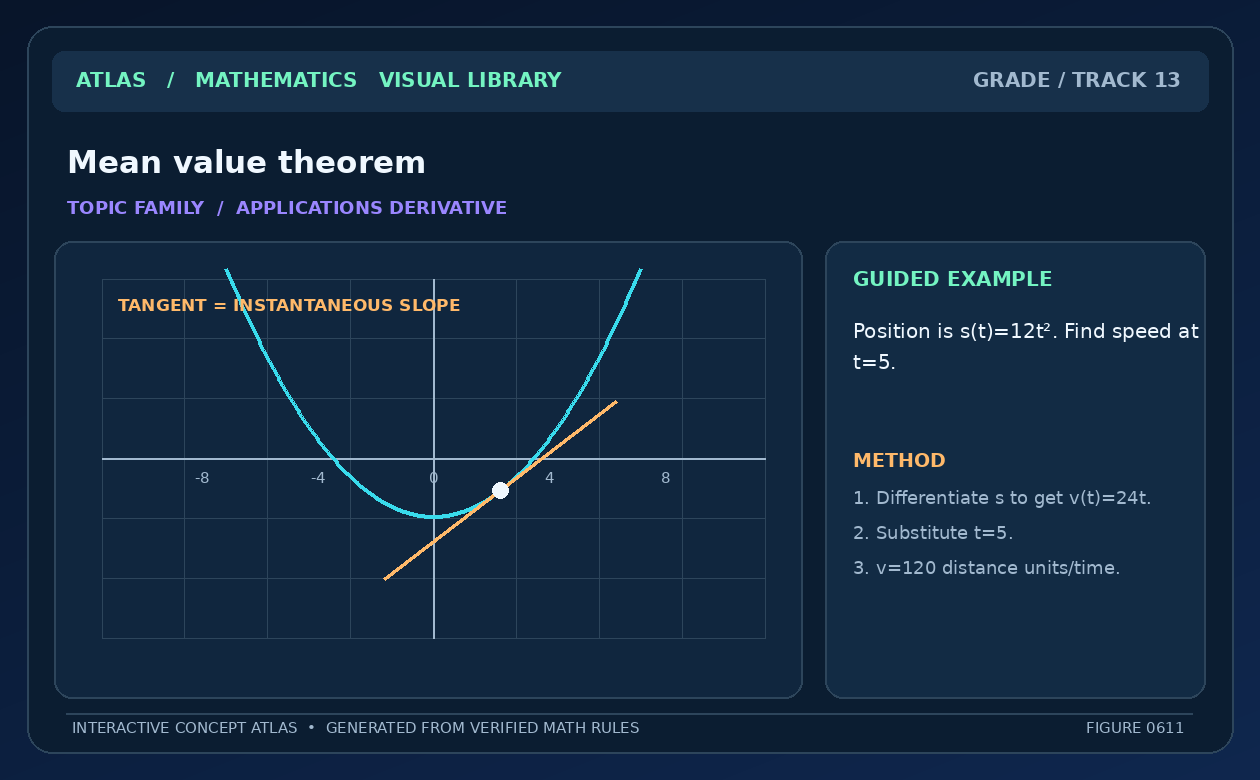 ATLAS / MATHEMATICS VISUAL LIBRARY
GRADE / TRACK 13
Mean value theorem
TOPIC FAMILY / APPLICATIONS DERIVATIVE
TANGENT = INSTANTANEOUS SLOPE
-8 -4 0 4 8
GUIDED EXAMPLE
Position is s(t)=12t². Find speed at
t=5.
METHOD
1. Differentiate s to get v(t)=24t.
2. Substitute t=5.
3. v=120 distance units/time.
INTERACTIVE CONCEPT ATLAS • GENERATED FROM VERIFIED MATH RULES
FIGURE 0611